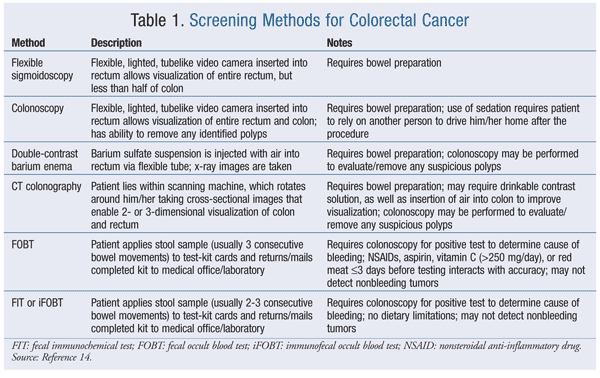 Table 1. Screening Methods for Colorectal Cancer
Method Description Notes
Flexible Flexible, lighted, tubelike video camera inserted into Requires bowel preparation
sigmoidoscopy rectum allows visualization of entire rectum, but
less than half of colon
Colonoscopy Flexible, lighted, tubelike video camera inserted into Requires bowel preparation; use of sedation requires patient
rectum allows visualization of entire rectum and colon; to rely on another person to drive him/her home after the
has ability to remove any identified polyps procedure
Double-contrast Barium sulfate suspension is injected with air into Requires bowel preparation; colonoscopy may be performed
barium enema rectum via flexible tube; x-ray images are taken to evaluate/remove any suspicious polyps
CT colonography Patient lies within scanning machine, which rotates Requires bowel preparation; may require drinkable contrast
around him/her taking cross-sectional images that solution, as well as insertion of air into colon to improve
enable 2- or 3-dimensional visualization of colon visualization; colonoscopy may be performed to evaluate/
and rectum remove any suspicious polyps
FOBT Patient applies stool sample (usually 3 consecutive Requires colonoscopy for positive test to determine cause of
bowel movements) to test-kit cards and returns/mails bleeding; NSAIDs, aspirin, vitamin C (>250 mg/day), or red
completed kit to medical office/laboratory meat ≤3 days before testing interacts with accuracy; may not
detect nonbleeding tumors
FIT or iFOBT Patient applies stool sample (usually 2-3 consecutive Requires colonoscopy for positive test to determine cause of
bowel movements) to test-kit cards and returns/mails bleeding; no dietary limitations; may not detect nonbleeding
completed kit to medical office/laboratory tumors
FIT: fecal immunochemical test; FOBT: fecal occult blood test; iFOBT: immunofecal occult blood test; NSAID: nonsteroidal anti-inflammatory drug.
Source: Reference 14.